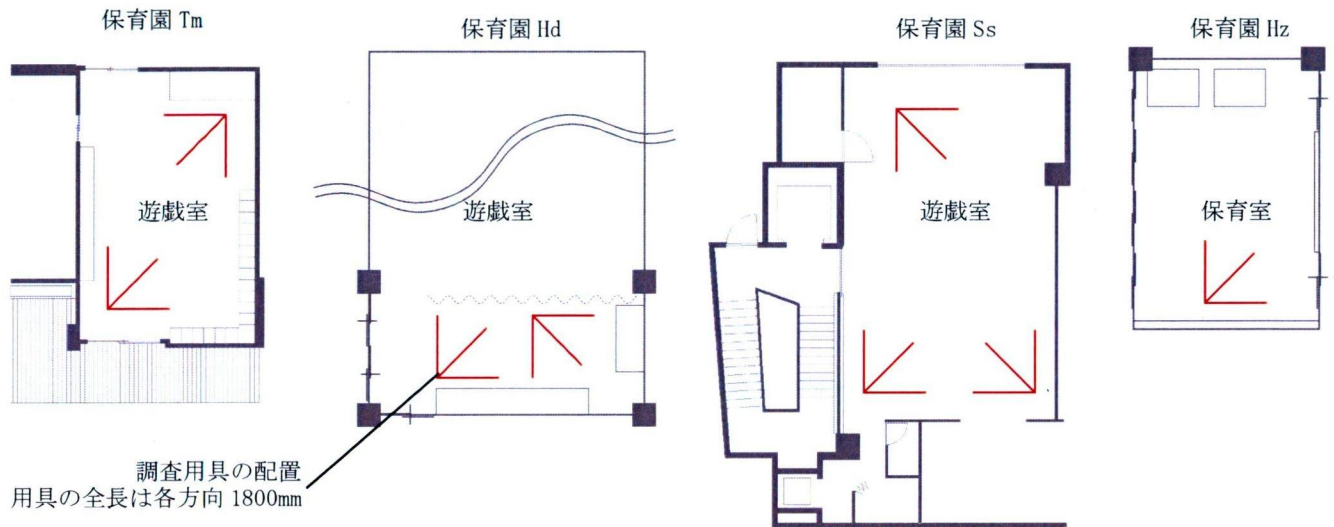 保育園 Tm
保育園 Hd
保育園 Ss
保育園 Hz
遊戯室
遊戯室
遊戯室
保育室
調査用具の配置
用具の全長は各方向 1800mm